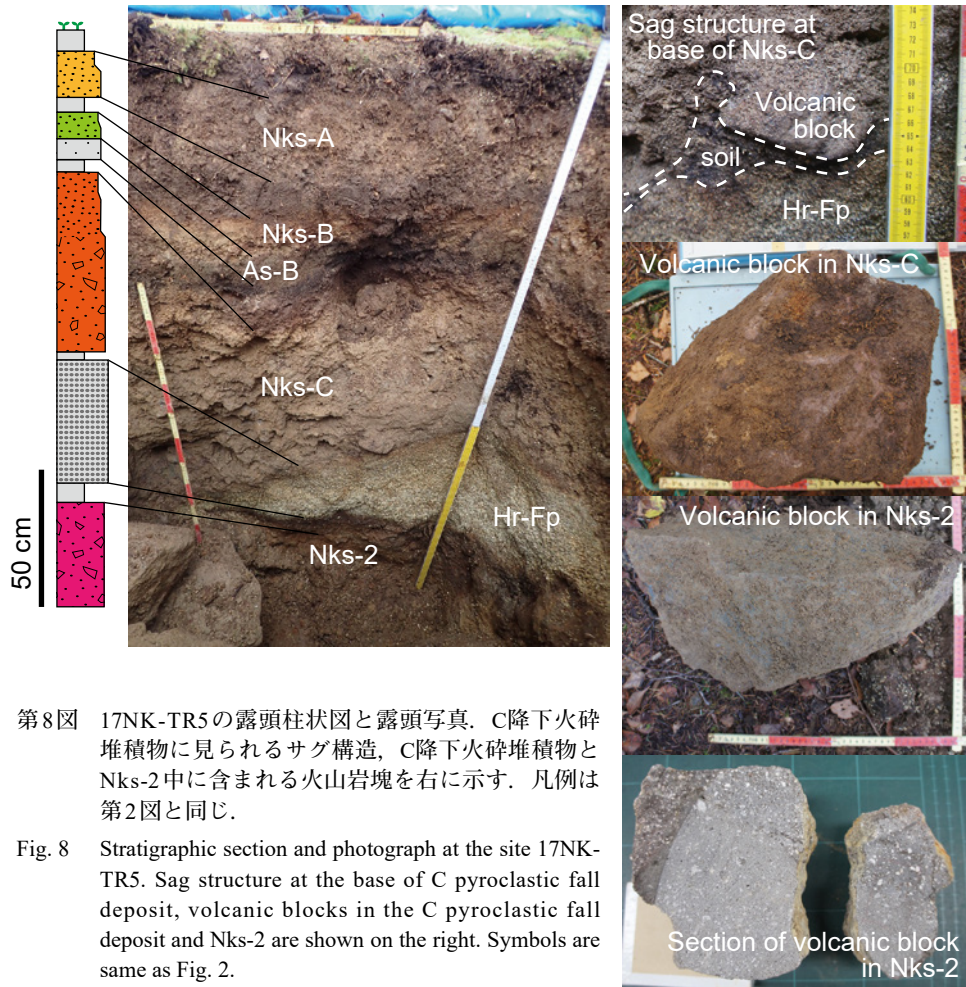 50 cm
Nks-A
Nks-B
As-B
Nks-C
Hr-Fp
Nks-2
Sag structure at
base of Nks-C
Volcanic
block
soil
Hr-Fp
Volcanic block in Nks-C
Volcanic block in Nks-2
Section of volcanic block
in Nks-2
第8図 17NK-TR5の露頭柱状図と露頭写真．C降下火砕
堆積物に見られるサグ構造，C降下火砕堆積物と
Nks-2中に含まれる火山岩塊を右に示す．凡例は
第2図と同じ．
Fig. 8 Stratigraphic section and photograph at the site 17NK-
TR5. Sag structure at the base of C pyroclastic fall
deposit, volcanic blocks in the C pyroclastic fall
deposit and Nks-2 are shown on the right. Symbols are
same as Fig. 2.